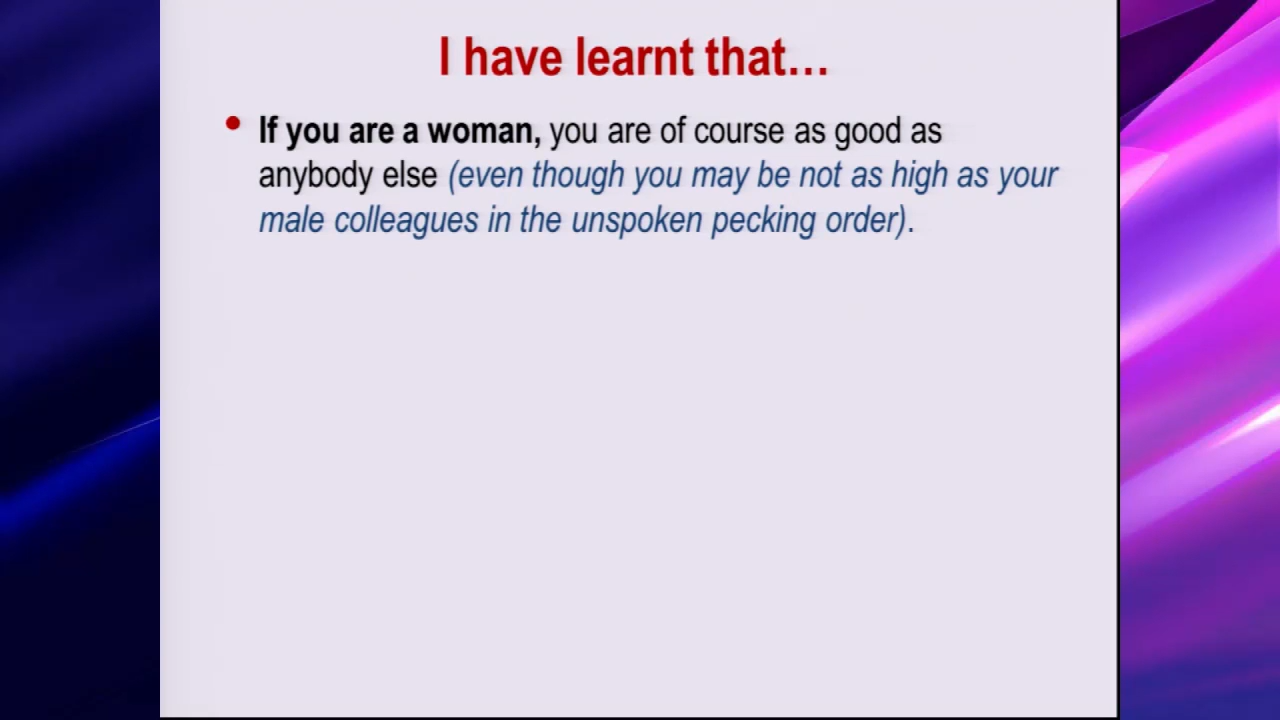 I have learnt that…
• If you are a woman, you are of course as good as
anybody else (even though you may be not as high as your
male colleagues in the unspoken pecking order).